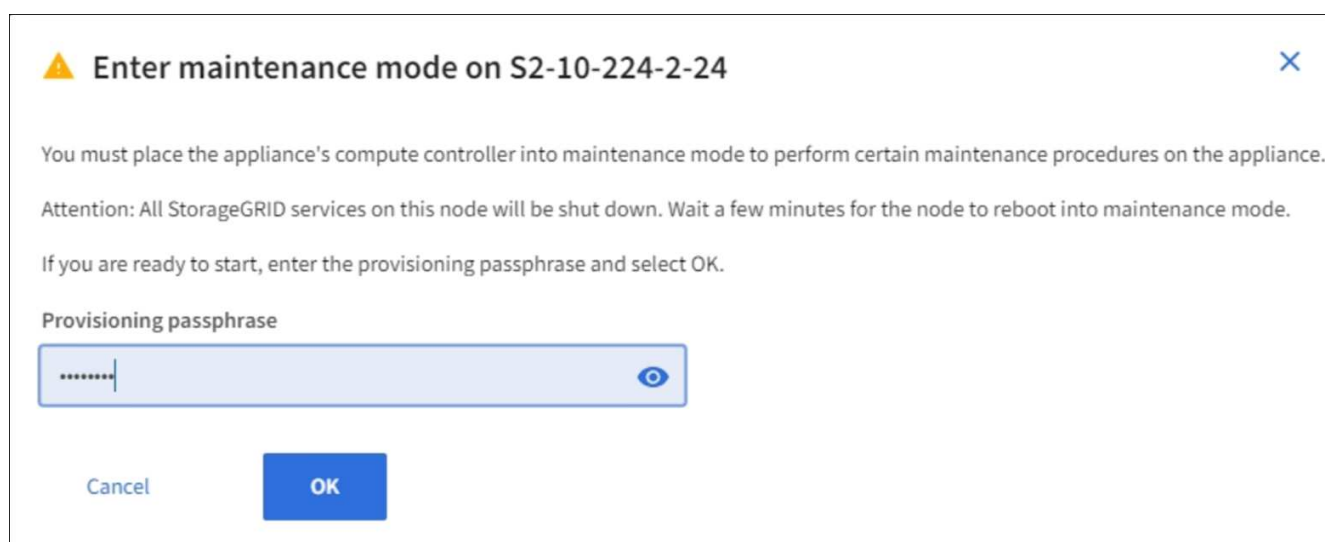 Enter maintenance mode on S2-10-224-2-24
You must place the appliance's compute controller into maintenance mode to perform certain maintenance procedures on the appliance.
Attention: All StorageGRID services on this node will be shut down. Wait a few minutes for the node to reboot into maintenance mode.
If you are ready to start, enter the provisioning passphrase and select OK.
Provisioning passphrase
••••••••
Cancel OK